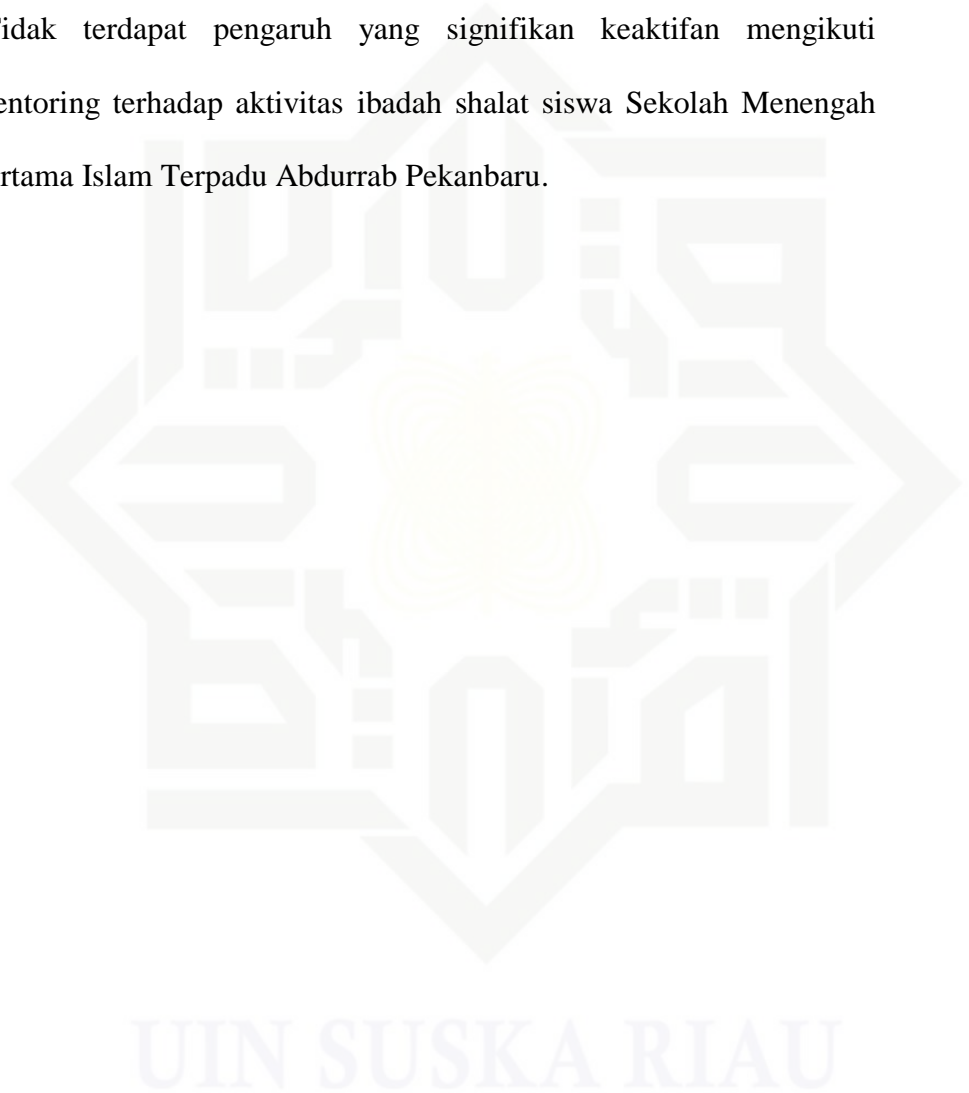 idak terdapat pengaruh yang signifikan keaktifan mengikuti
entoring terhadap aktivitas ibadah shalat siswa Sekolah Menengah
rtama Islam Terpadu Abdurrab Pekanbaru.
UIN SUSKA RIAU